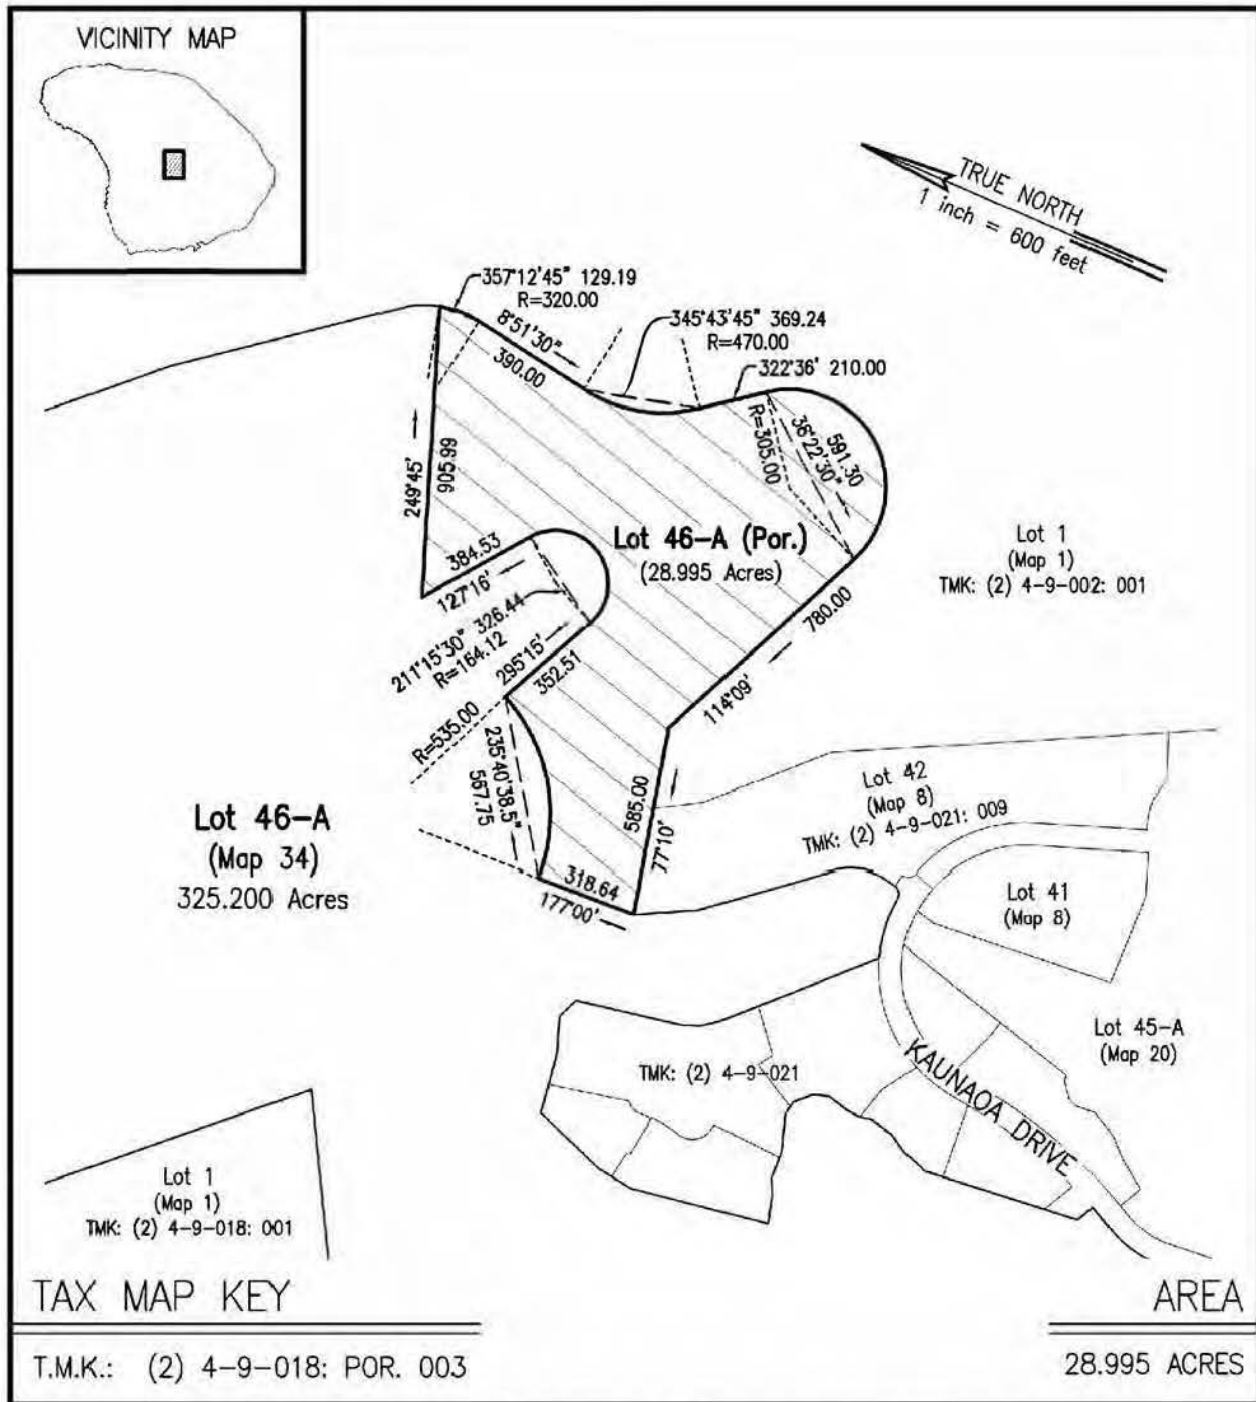 VICINITY MAP
TRUE NORTH
1 inch = 600 feet
357°12'45" 129.19
R=320.00
8°51'30"
390.00
345°43'45" 369.24
R=470.00
322°36' 210.00
R=305.00
36°22'30"
591.30
249°45'
905.99
384.53
127°16'
Lot 46-A (Por.)
(28.995 Acres)
Lot 1
(Map 1)
TMK: (2) 4-9-002: 001
211°15'30" 326.44
R=164.12
295°15'
352.51
780.00
114°09'
R=535.00
235°40'38.5"
567.75
585.00
77°10'
318.64
177°00'
Lot 46-A
(Map 34)
325.200 Acres
Lot 42
(Map 8)
TMK: (2) 4-9-021: 009
Lot 41
(Map 8)
Lot 45-A
(Map 20)
TMK: (2) 4-9-021
KAUNAOA DRIVE
Lot 1
(Map 1)
TMK: (2) 4-9-018: 001
TAX MAP KEY
AREA
T.M.K.: (2) 4-9-018: POR. 003
28.995 ACRES